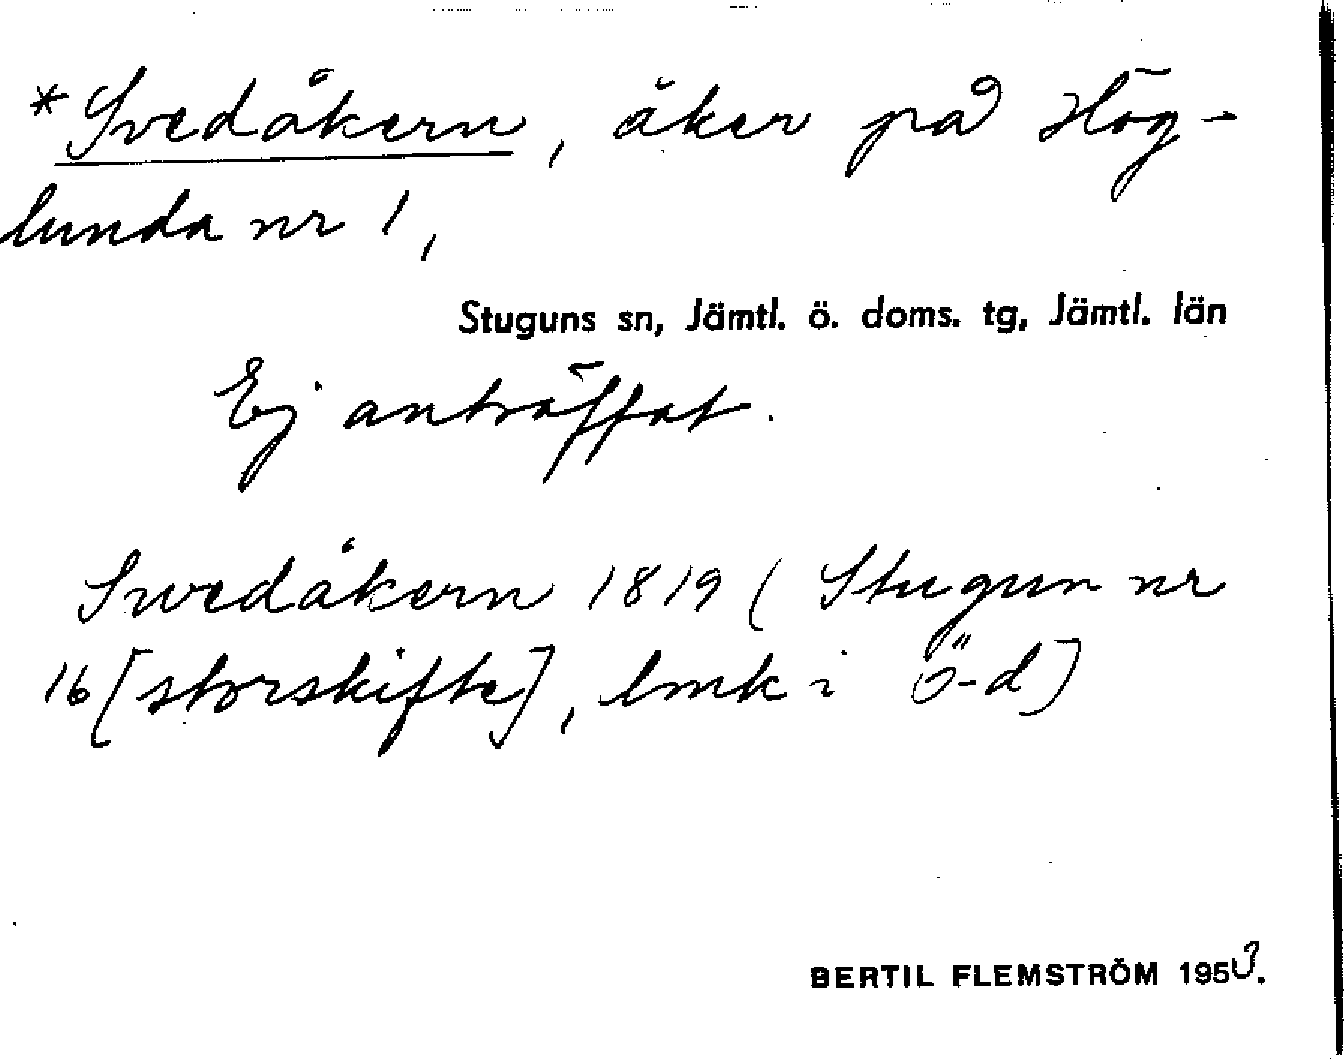 *Svedåkern, åker på Hög-
lunda nr 1,
Stuguns sn, Jämtl. ö. doms. tg, Jämtl. län
Ej anträffat.
Swedåkern 1819 (Stugun nr
16 [storskifte], lmk i Ö-d)
BERTIL FLEMSTRÖM 1953.